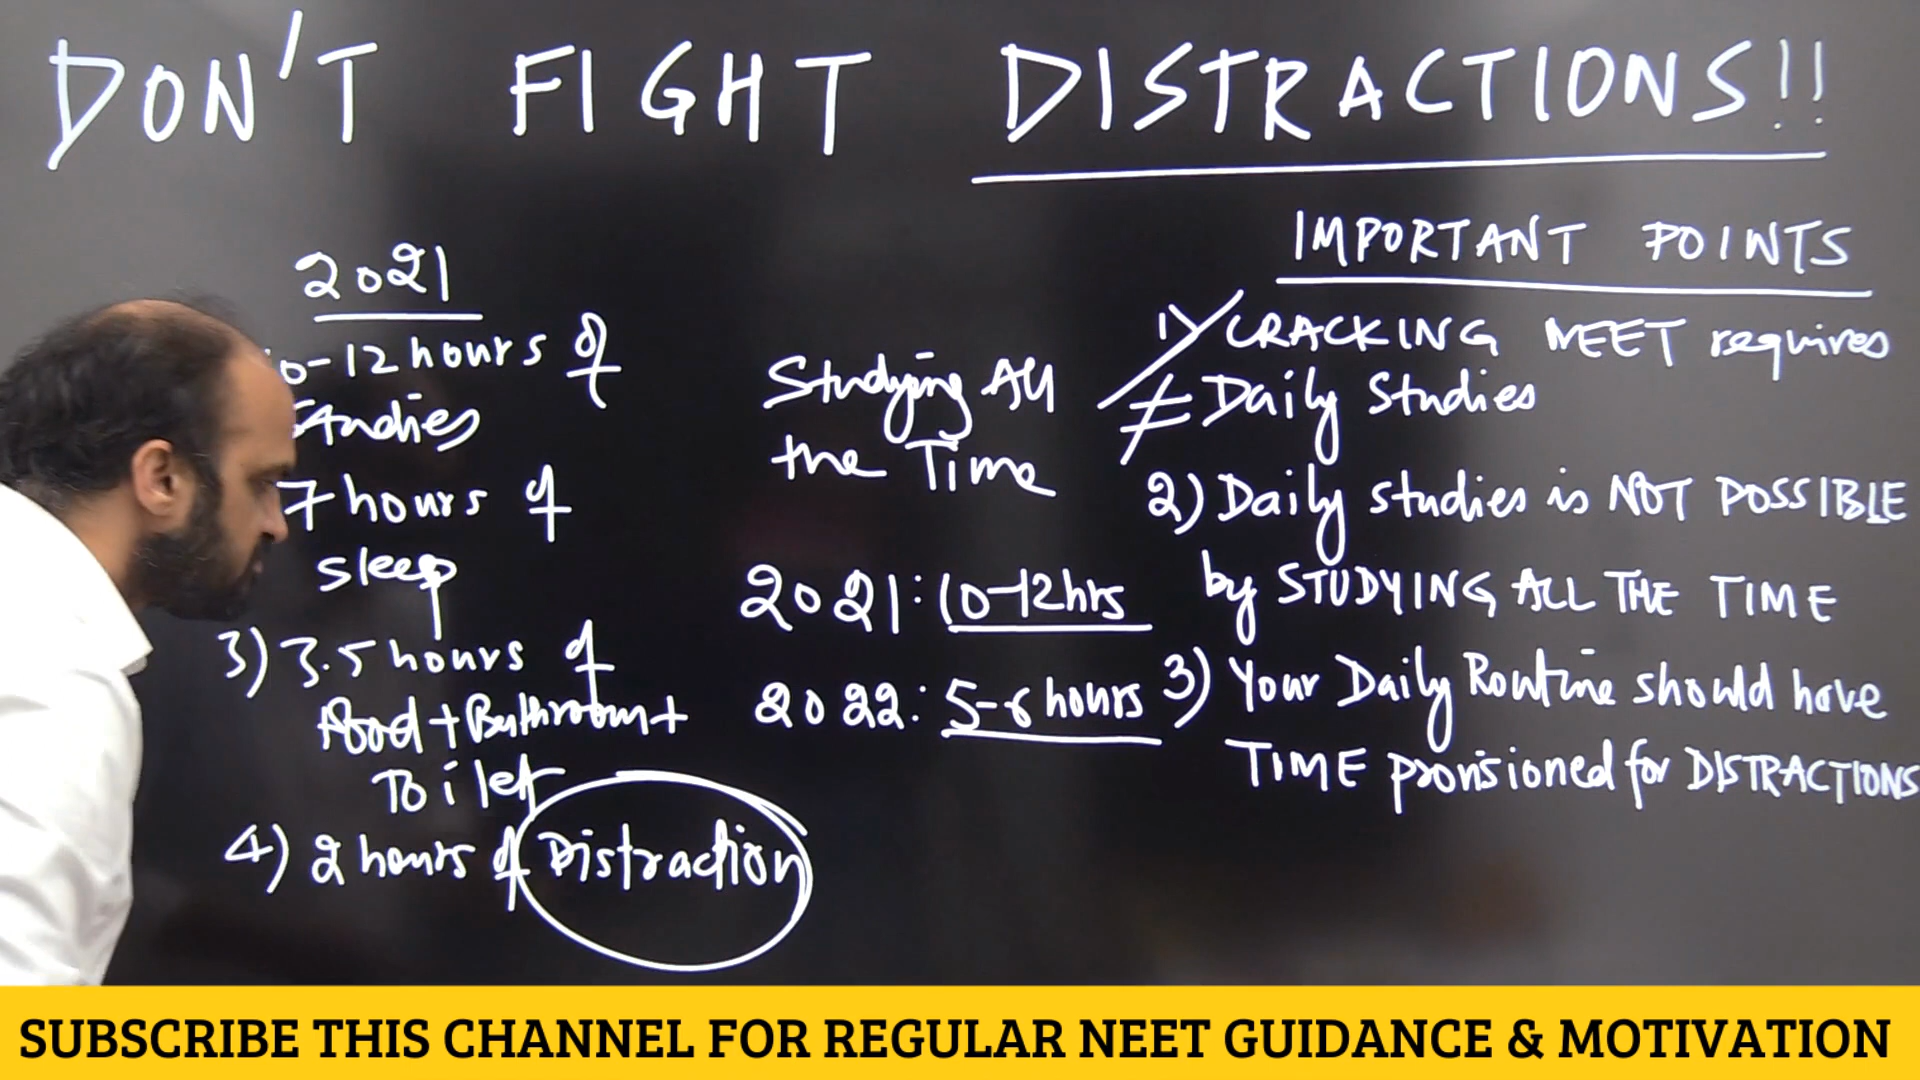 DON'T FIGHT DISTRACTIONS!!
2021
0-12 hours of
Studies
7 hours of
sleep
3) 3.5 hours of
Food + Bathroom +
Toilet
4) 2 hours of Distraction
Studying All
the Time
2021: 10-12 hrs
2022: 5-6 hours
IMPORTANT POINTS
1) CRACKING NEET requires
≠ Daily Studies
2) Daily studies is NOT POSSIBLE
by STUDYING ALL THE TIME
3) Your Daily Routine should have
TIME provisioned for DISTRACTIONS
SUBSCRIBE THIS CHANNEL FOR REGULAR NEET GUIDANCE & MOTIVATION